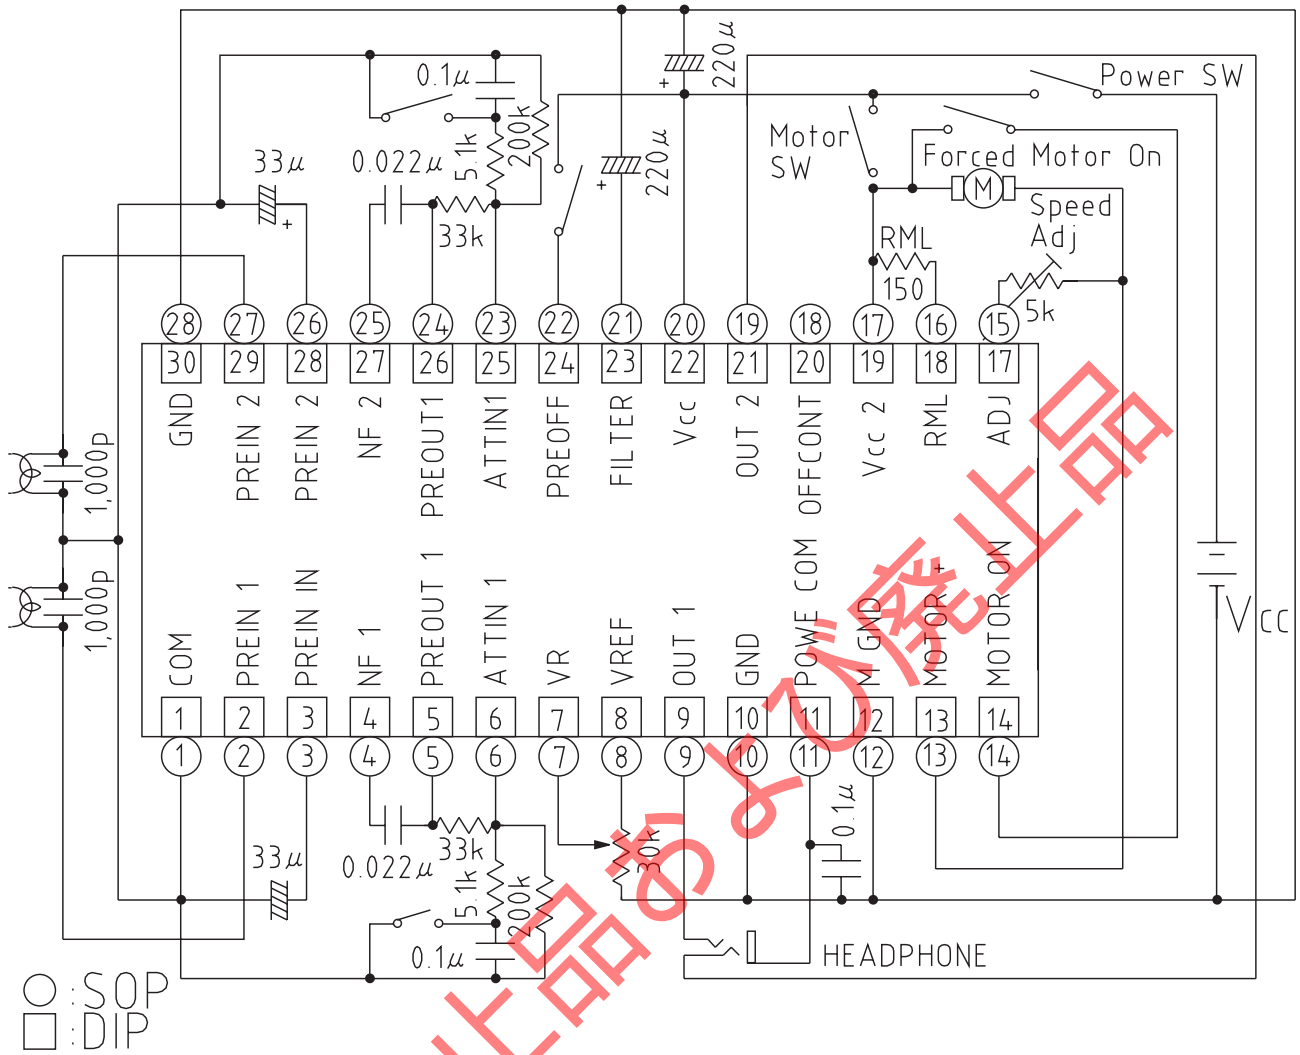 220μ
Power SW
0.1μ
200k
5.1k
Motor
SW
Forced Motor On
33μ
0.022μ
220μ
M
Speed
Adj
33k
RML
150
5k
28 27 26 25 24 23 22 21 20 19 18 17 16 15
30 29 28 27 26 25 24 23 22 21 20 19 18 17
GND PREIN 2 PREIN 2 NF 2 PREOUT1 ATTIN1 PREOFF FILTER Vcc OUT 2 OFFCONT Vcc 2 RML ADJ
1,000p
1,000p
Vcc
COM PREIN 1 PREIN IN NF 1 PREOUT 1 ATTIN 1 VR VREF OUT 1 GND POWE COM M GND MOTOR + MOTOR ON
1 2 3 4 5 6 7 8 9 10 11 12 13 14
1 2 3 4 5 6 7 8 9 10 11 12 13 14
0.1μ
33k
30k
33μ
0.022μ
5.1k
200k
0.1μ
HEADPHONE
:SOP
:DIP
止品および廃止品